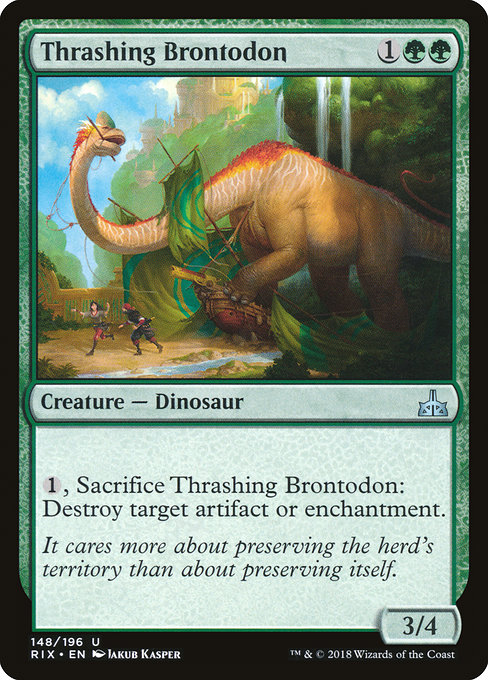 Thrashing Brontodon 1
Creature — Dinosaur
1, Sacrifice Thrashing Brontodon:
Destroy target artifact or enchantment.
It cares more about preserving the herd's
territory than about preserving itself.
3/4
148/196 U
RIX • EN Jakub Kasper
™ & © 2018 Wizards of the Coast